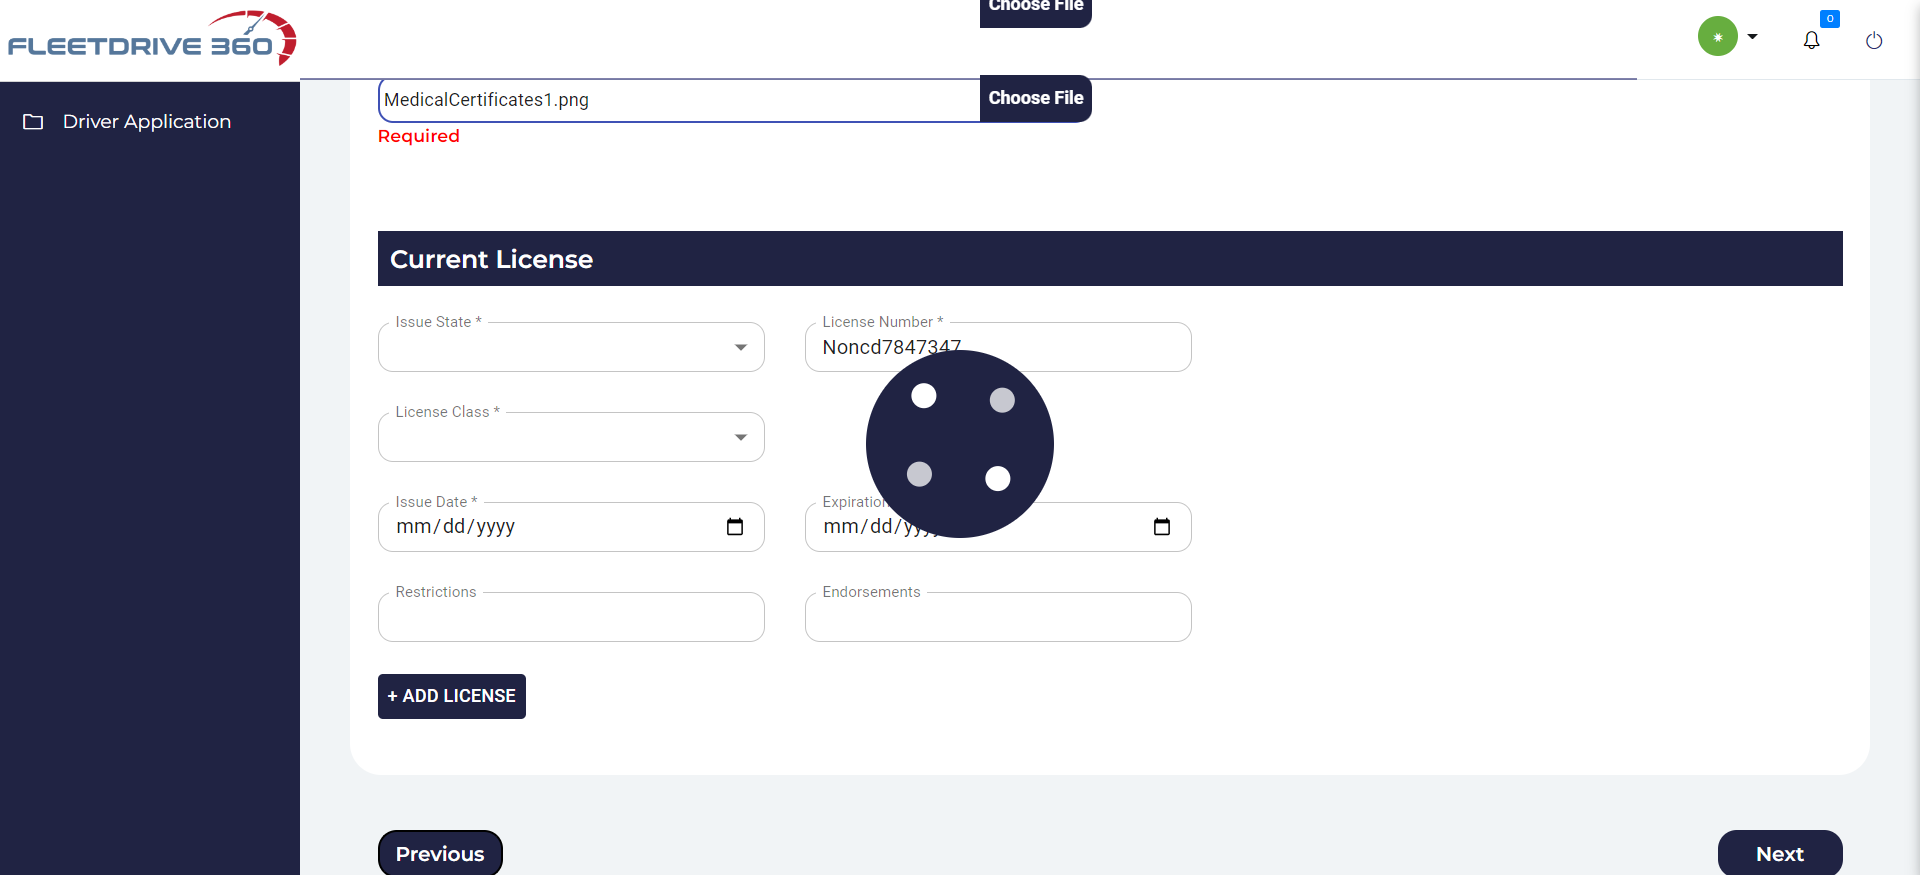 Choose File
FLEETDRIVE 360
0
Driver Application
MedicalCertificates1.png
Choose File
Required
Current License
Issue State *
License Number *
Noncd7847347
License Class *
Issue Date *
mm/dd/yyyy
Expiration
mm/dd/yyyy
Restrictions
Endorsements
+ ADD LICENSE
Previous
Next